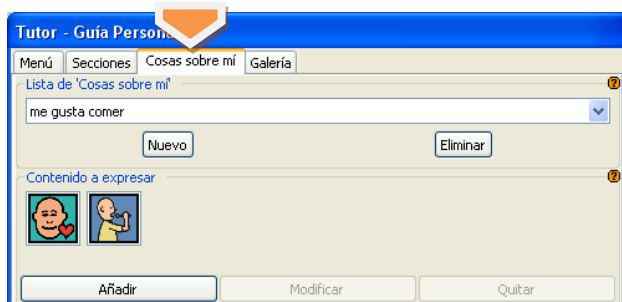 Tutor - Guía Perso
Menú Secciones Cosas sobre mí Galería
Lista de 'Cosas sobre mí'
me gusta comer
Nuevo Eliminar
Contenido a expresar
Añadir Modificar Quitar